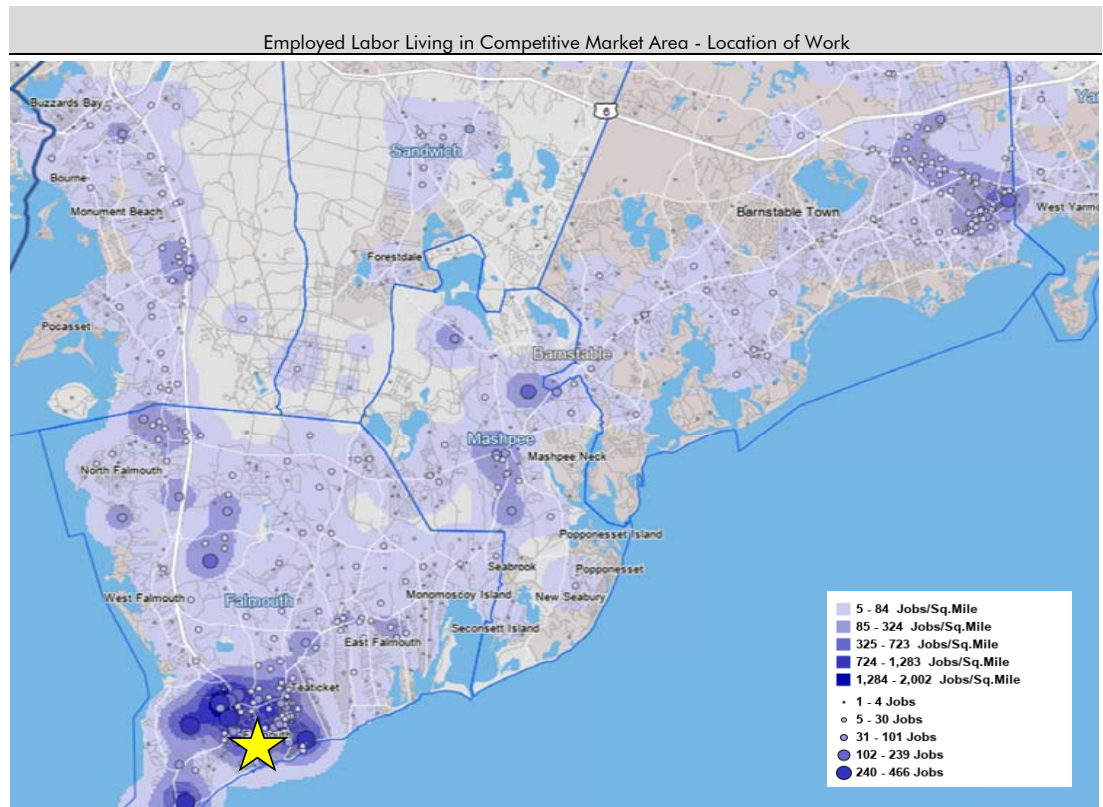 Employed Labor Living in Competitive Market Area - Location of Work
Buzzards Bay
6
Sandwich
Bourne
Monument Beach
Barnstable Town
Forestdale
Pocasset
Barnstable
Mashpee
Mashpee Neck
North Falmouth
Popponesset Island
Seabrook
Popponesset
West Falmouth
Falmouth
Monomoscoy Island
New Seabury
Seconsett Island
East Falmouth
Teaticket
5 - 84 Jobs/Sq.Mile
85 - 324 Jobs/Sq.Mile
325 - 723 Jobs/Sq.Mile
724 - 1,283 Jobs/Sq.Mile
1,284 - 2,002 Jobs/Sq.Mile
1 - 4 Jobs
5 - 30 Jobs
31 - 101 Jobs
102 - 239 Jobs
240 - 466 Jobs